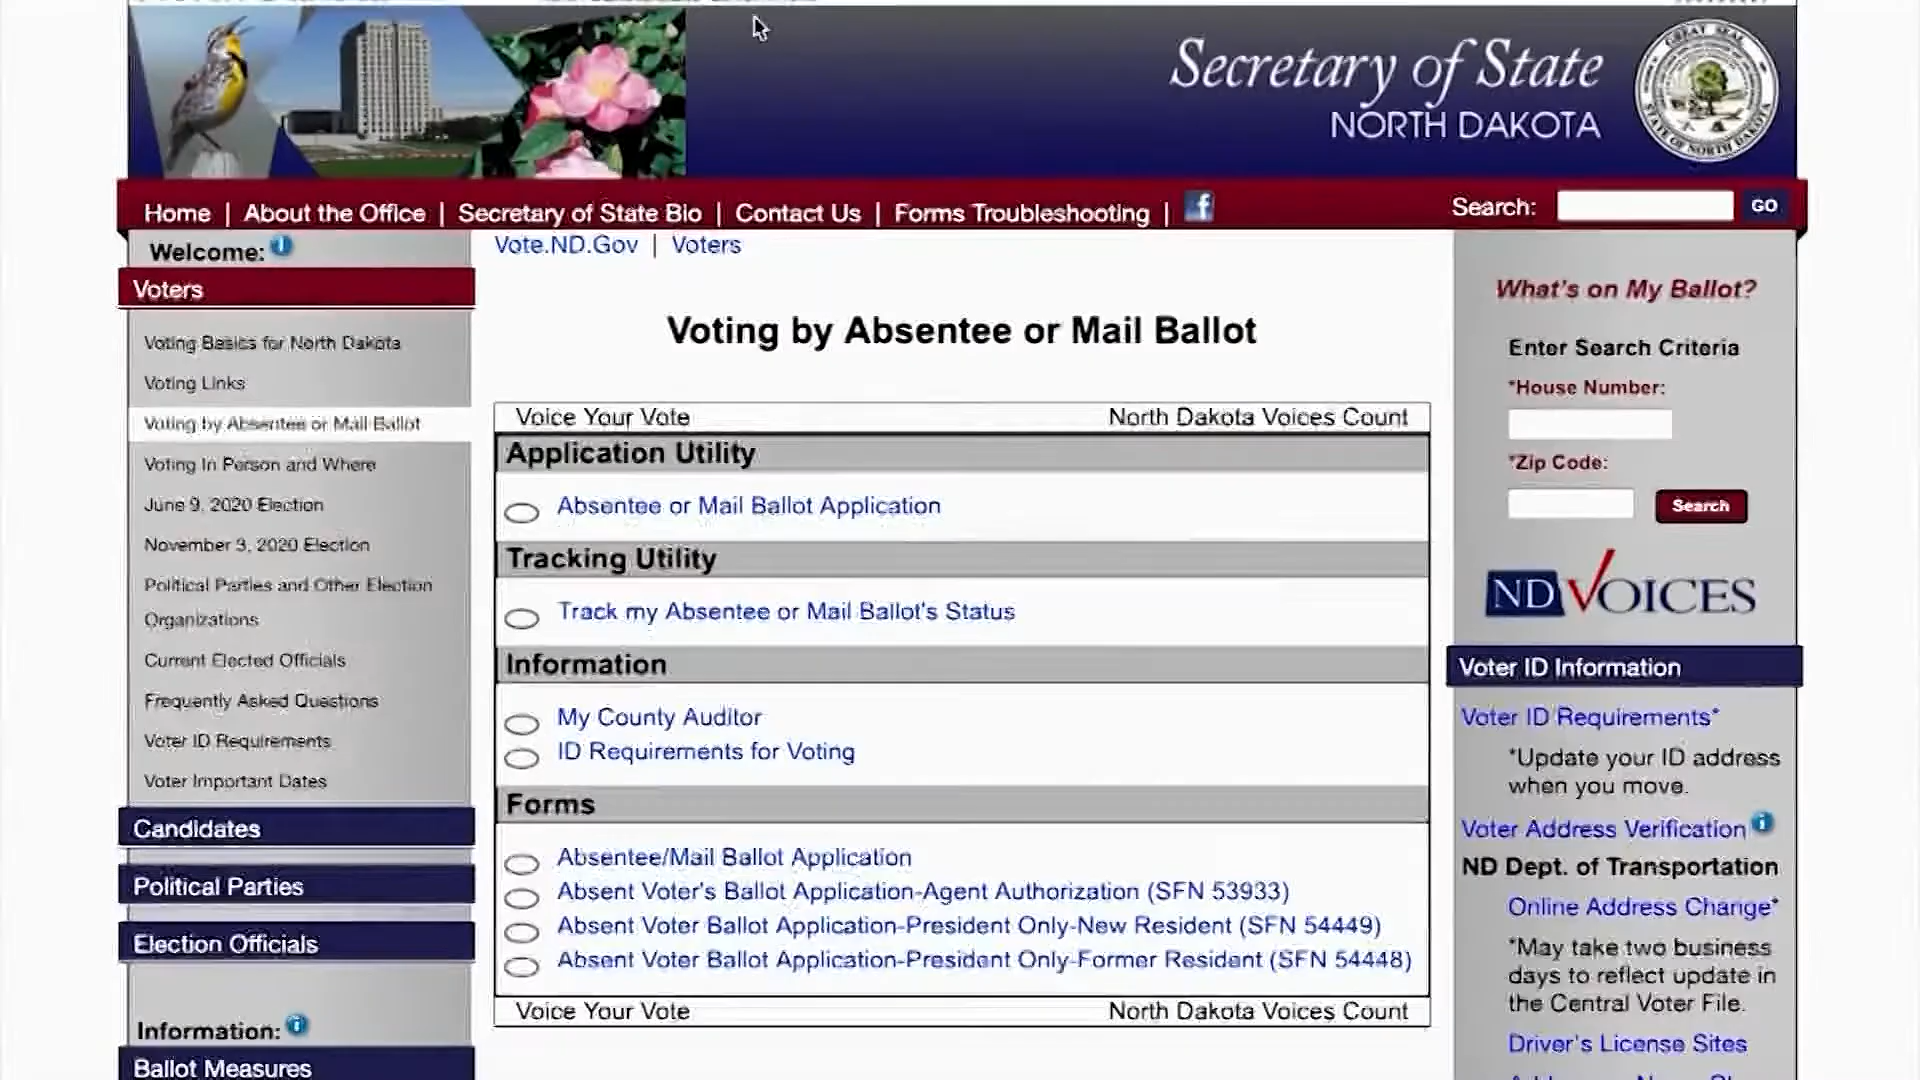 Secretary of State
NORTH DAKOTA
GREAT SEAL
STATE OF NORTH DAKOTA
Home | About the Office | Secretary of State Bio | Contact Us | Forms Troubleshooting |
Search:
GO
Welcome:
Voters
Voting Basics for North Dakota
Voting Links
Voting by Absentee or Mail Ballot
Voting In Person and Where
June 9, 2020 Election
November 3, 2020 Election
Political Parties and Other Election
Organizations
Current Elected Officials
Frequently Asked Questions
Voter ID Requirements
Voter Important Dates
Candidates
Political Parties
Election Officials
Information:
Ballot Measures
Vote.ND.Gov | Voters
Voting by Absentee or Mail Ballot
Voice Your Vote North Dakota Voices Count
Application Utility
Absentee or Mail Ballot Application
Tracking Utility
Track my Absentee or Mail Ballot's Status
Information
My County Auditor
ID Requirements for Voting
Forms
Absentee/Mail Ballot Application
Absent Voter's Ballot Application-Agent Authorization (SFN 53933)
Absent Voter Ballot Application-President Only-New Resident (SFN 54449)
Absent Voter Ballot Application-President Only-Former Resident (SFN 54448)
Voice Your Vote North Dakota Voices Count
What's on My Ballot?
Enter Search Criteria
*House Number:
*Zip Code:
Search
ND VOICES
Voter ID Information
Voter ID Requirements*
*Update your ID address
when you move.
Voter Address Verification
ND Dept. of Transportation
Online Address Change*
*May take two business
days to reflect update in
the Central Voter File.
Driver's License Sites